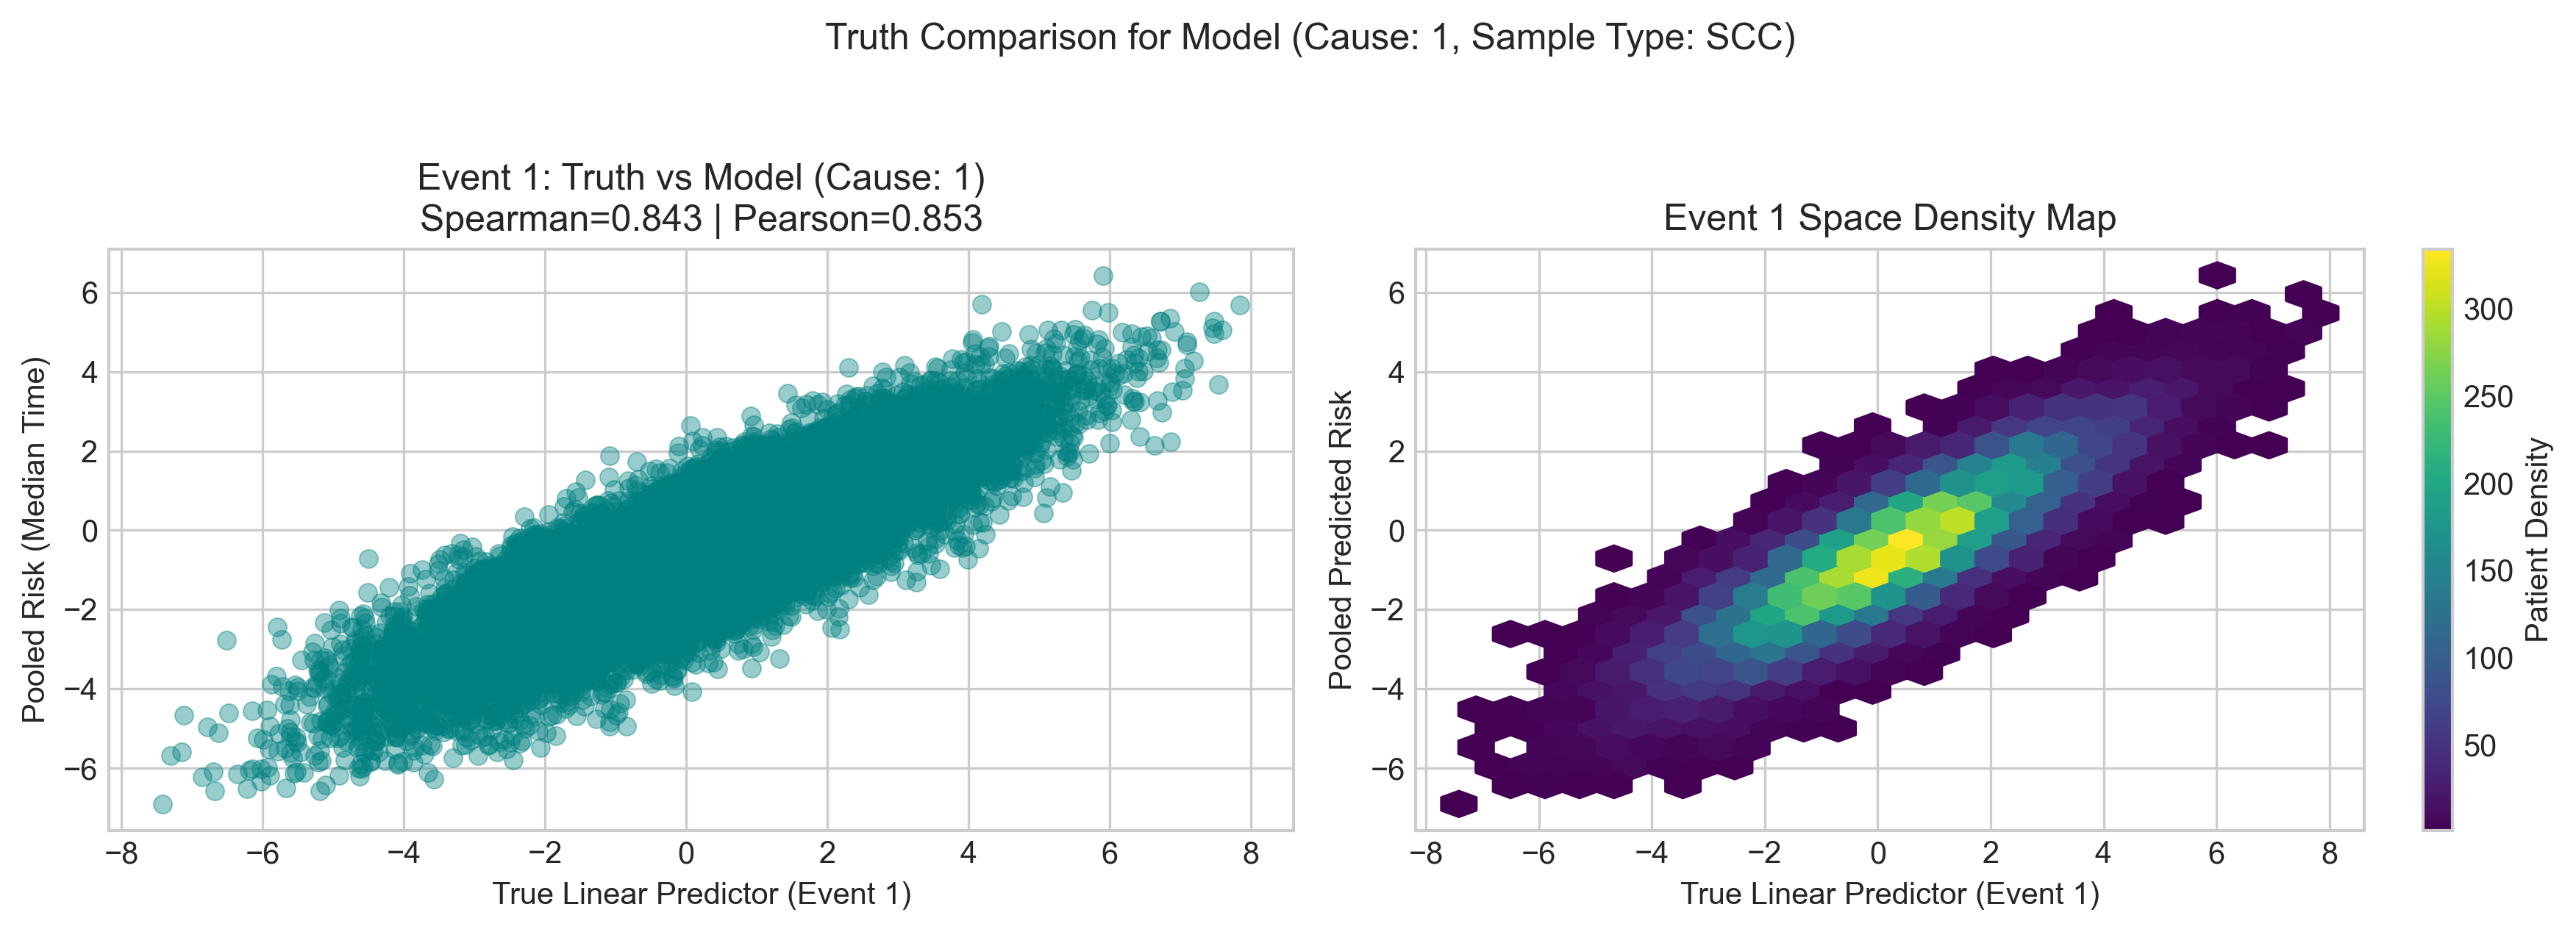 Truth Comparison for Model (Cause: 1, Sample Type: SCC)
Event 1: Truth vs Model (Cause: 1)
Spearman=0.843 | Pearson=0.853
Pooled Risk (Median Time)
6
4
2
0
−2
−4
−6
−8 −6 −4 −2 0 2 4 6 8
True Linear Predictor (Event 1)
Event 1 Space Density Map
Pooled Predicted Risk
6
4
2
0
−2
−4
−6
−8 −6 −4 −2 0 2 4 6 8
True Linear Predictor (Event 1)
300
250
200
150
100
50
Patient Density